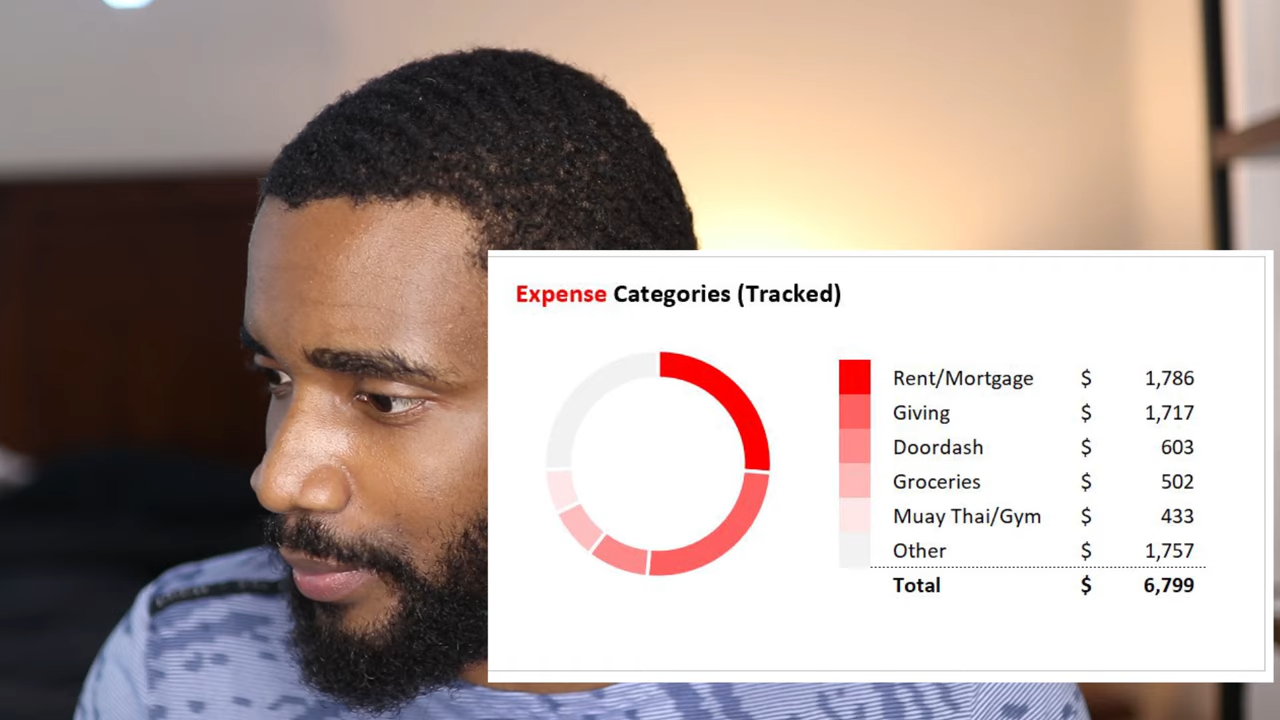 Expense Categories (Tracked)
Rent/Mortgage $ 1,786
Giving $ 1,717
Doordash $ 603
Groceries $ 502
Muay Thai/Gym $ 433
Other $ 1,757
Total $ 6,799